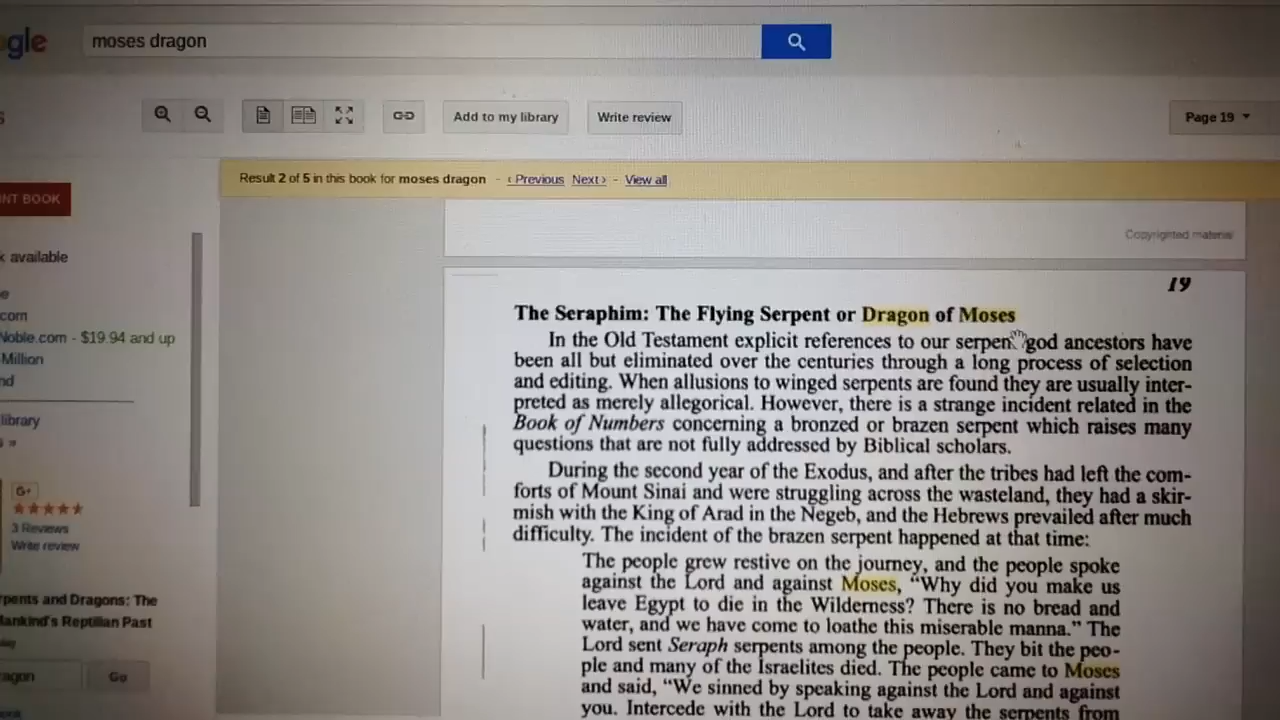 gle
moses dragon
Add to my library
Write review
Page 19
Result 2 of 5 in this book for moses dragon - ‹ Previous Next › - View all
NT BOOK
available
.com
Noble.com - $19.94 and up
Million
library
Copyrighted material
19
The Seraphim: The Flying Serpent or Dragon of Moses
In the Old Testament explicit references to our serpen god ancestors have
been all but eliminated over the centuries through a long process of selection
and editing. When allusions to winged serpents are found they are usually inter-
preted as merely allegorical. However, there is a strange incident related in the
Book of Numbers concerning a bronzed or brazen serpent which raises many
questions that are not fully addressed by Biblical scholars.
During the second year of the Exodus, and after the tribes had left the com-
forts of Mount Sinai and were struggling across the wasteland, they had a skir-
mish with the King of Arad in the Negeb, and the Hebrews prevailed after much
difficulty. The incident of the brazen serpent happened at that time:
The people grew restive on the journey, and the people spoke
against the Lord and against Moses, “Why did you make us
leave Egypt to die in the Wilderness? There is no bread and
water, and we have come to loathe this miserable manna.” The
Lord sent Seraph serpents among the people. They bit the peo-
ple and many of the Israelites died. The people came to Moses
and said, “We sinned by speaking against the Lord and against
you. Intercede with the Lord to take away the serpents from
G+
3 Reviews
Write review
rpents and Dragons: The
Mankind's Reptilian Past
agon
Go